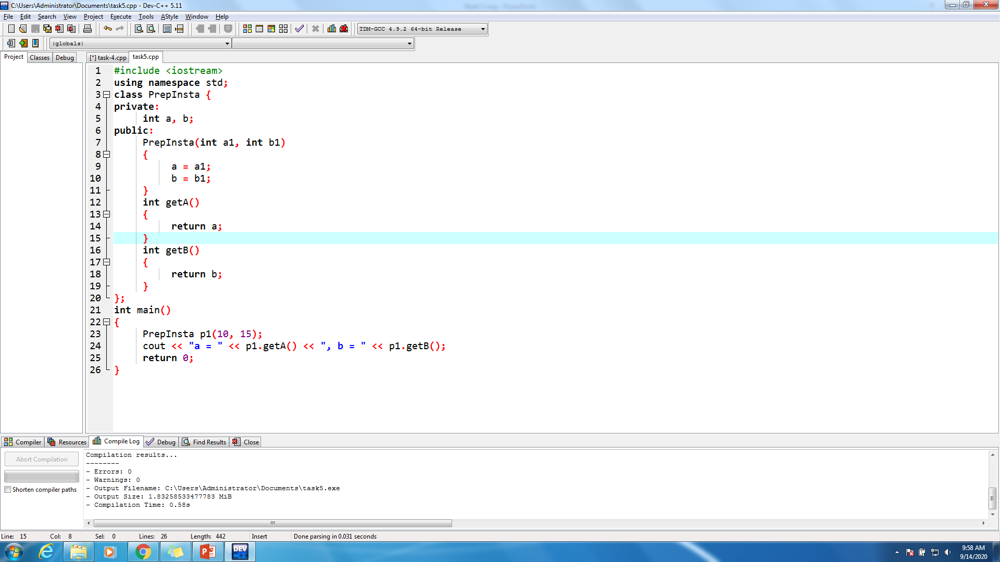 C:\Users\Administrator\Documents\task5.cpp - Dev-C++ 5.11
File Edit Search View Project Execute Tools AStyle Window Help
TDM-GCC 4.9.2 64-bit Release
(globals)
Project Classes Debug [*] task-4.cpp task5.cpp
1 #include <iostream>
2 using namespace std;
3 class PrepInsta {
4 private:
5 int a, b;
6 public:
7 PrepInsta(int a1, int b1)
8 {
9 a = a1;
10 b = b1;
11 }
12 int getA()
13 {
14 return a;
15 }
16 int getB()
17 {
18 return b;
19 }
20 };
21 int main()
22 {
23 PrepInsta p1(10, 15);
24 cout << "a = " << p1.getA() << ", b = " << p1.getB();
25 return 0;
26 }
Compiler Resources Compile Log Debug Find Results Close
Abort Compilation
Shorten compiler paths
Compilation results...
--------
- Errors: 0
- Warnings: 0
- Output Filename: C:\Users\Administrator\Documents\task5.exe
- Output Size: 1.83258533477783 MiB
- Compilation Time: 0.58s
Line: 15 Col: 8 Sel: 0 Lines: 26 Length: 442 Insert Done parsing in 0.031 seconds
DEV C++
9:58 AM
9/14/2020